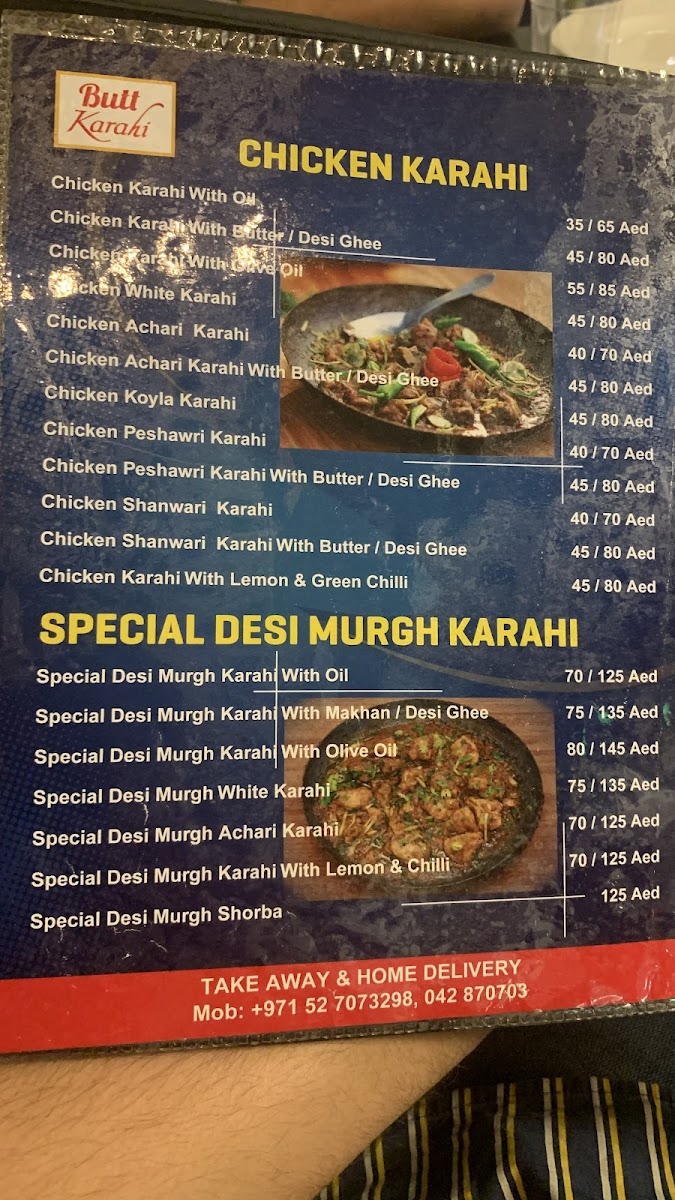 Butt
Karahi
CHICKEN KARAHI
Chicken Karahi With Oil 35 / 65 Aed
Chicken Karahi With Butter / Desi Ghee 45 / 80 Aed
Chicken Karahi With Olive Oil 55 / 85 Aed
Chicken White Karahi 45 / 80 Aed
Chicken Achari Karahi 40 / 70 Aed
Chicken Achari Karahi With Butter / Desi Ghee 45 / 80 Aed
Chicken Koyla Karahi 45 / 80 Aed
Chicken Peshawri Karahi 40 / 70 Aed
Chicken Peshawri Karahi With Butter / Desi Ghee 45 / 80 Aed
Chicken Shanwari Karahi 40 / 70 Aed
Chicken Shanwari Karahi With Butter / Desi Ghee 45 / 80 Aed
Chicken Karahi With Lemon & Green Chilli 45 / 80 Aed
SPECIAL DESI MURGH KARAHI
Special Desi Murgh Karahi With Oil 70 / 125 Aed
Special Desi Murgh Karahi With Makhan / Desi Ghee 75 / 135 Aed
Special Desi Murgh Karahi With Olive Oil 80 / 145 Aed
Special Desi Murgh White Karahi 75 / 135 Aed
Special Desi Murgh Achari Karahi 70 / 125 Aed
Special Desi Murgh Karahi With Lemon & Chilli 70 / 125 Aed
Special Desi Murgh Shorba 125 Aed
TAKE AWAY & HOME DELIVERY
Mob: +971 52 7073298, 042 870703